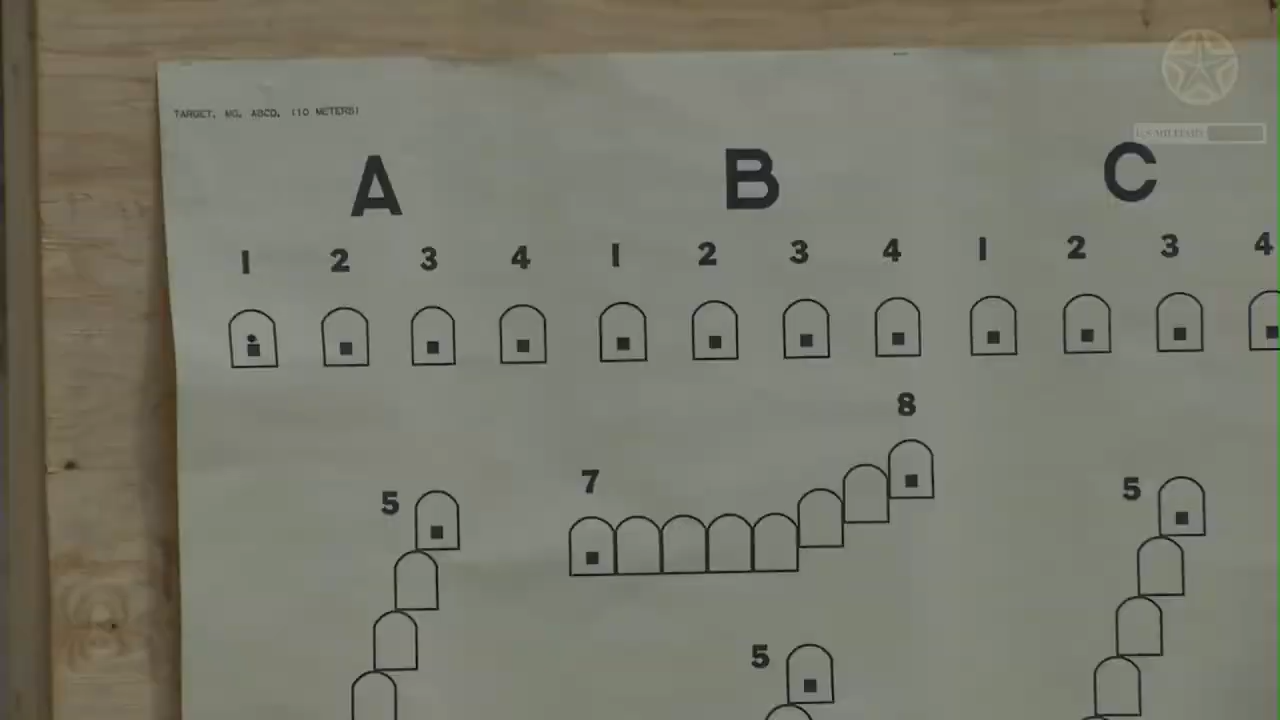 TARGET, MG, ABCD, (10 METERS)
A B C
1 2 3 4 1 2 3 4 1 2 3 4
8
7
5 5
5
U.S. MILITARY